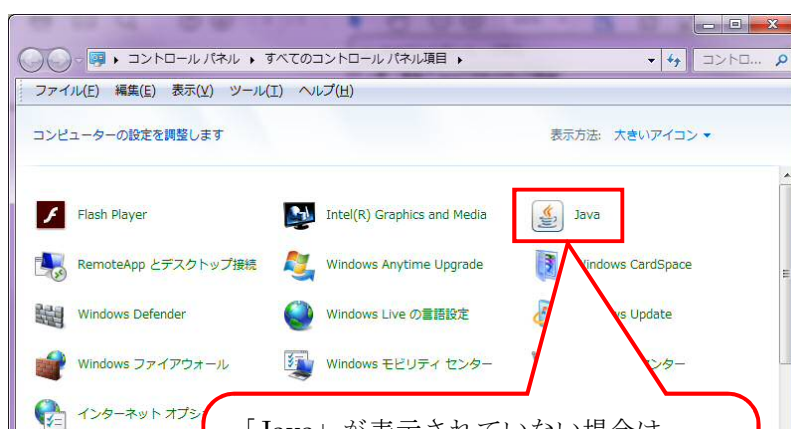 コントロール パネル ▸ すべてのコントロール パネル項目 ▸ コントロ...
ファイル(F) 編集(E) 表示(V) ツール(T) ヘルプ(H)
コンピューターの設定を調整します 表示方法: 大きいアイコン
Flash Player Intel(R) Graphics and Media Java
RemoteApp とデスクトップ接続 Windows Anytime Upgrade Windows CardSpace
Windows Defender Windows Live の言語設定 Update
Windows ファイアウォール Windows モビリティ センター
インターネット
「Java」が表示されていない場合は